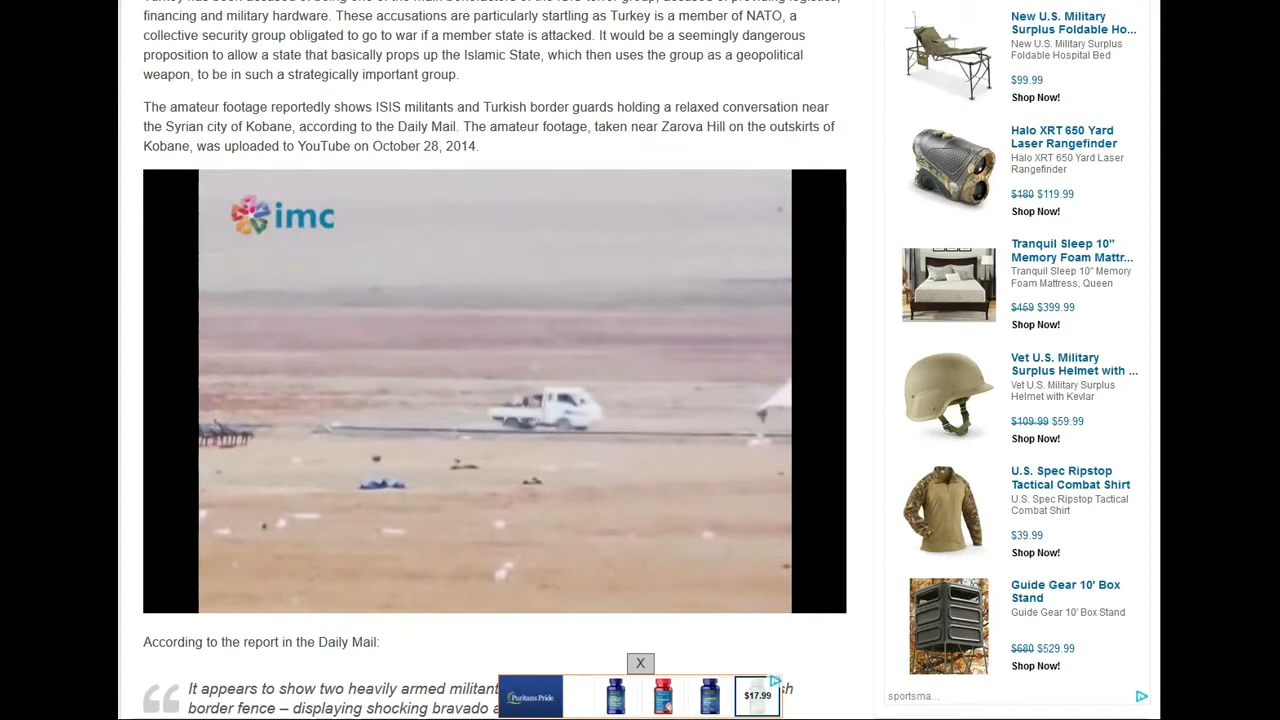 financing and military hardware. These accusations are particularly startling as Turkey is a member of NATO, a
collective security group obligated to go to war if a member state is attacked. It would be a seemingly dangerous
proposition to allow a state that basically props up the Islamic State, which then uses the group as a geopolitical
weapon, to be in such a strategically important group.
The amateur footage reportedly shows ISIS militants and Turkish border guards holding a relaxed conversation near
the Syrian city of Kobane, according to the Daily Mail. The amateur footage, taken near Zarova Hill on the outskirts of
Kobane, was uploaded to YouTube on October 28, 2014.
imc
According to the report in the Daily Mail:
It appears to show two heavily armed militant
border fence – displaying shocking bravado a
X
Puritan's Pride
$17.99
New U.S. Military
Surplus Foldable Ho...
New U.S. Military Surplus
Foldable Hospital Bed
$99.99
Shop Now!
Halo XRT 650 Yard
Laser Rangefinder
Halo XRT 650 Yard Laser
Rangefinder
$180 $119.99
Shop Now!
Tranquil Sleep 10"
Memory Foam Mattr...
Tranquil Sleep 10" Memory
Foam Mattress, Queen
$459 $399.99
Shop Now!
Vet U.S. Military
Surplus Helmet with ...
Vet U.S. Military Surplus
Helmet with Kevlar
$109.99 $59.99
Shop Now!
U.S. Spec Ripstop
Tactical Combat Shirt
U.S. Spec Ripstop Tactical
Combat Shirt
$39.99
Shop Now!
Guide Gear 10' Box
Stand
Guide Gear 10' Box Stand
$680 $529.99
Shop Now!
sportsma...